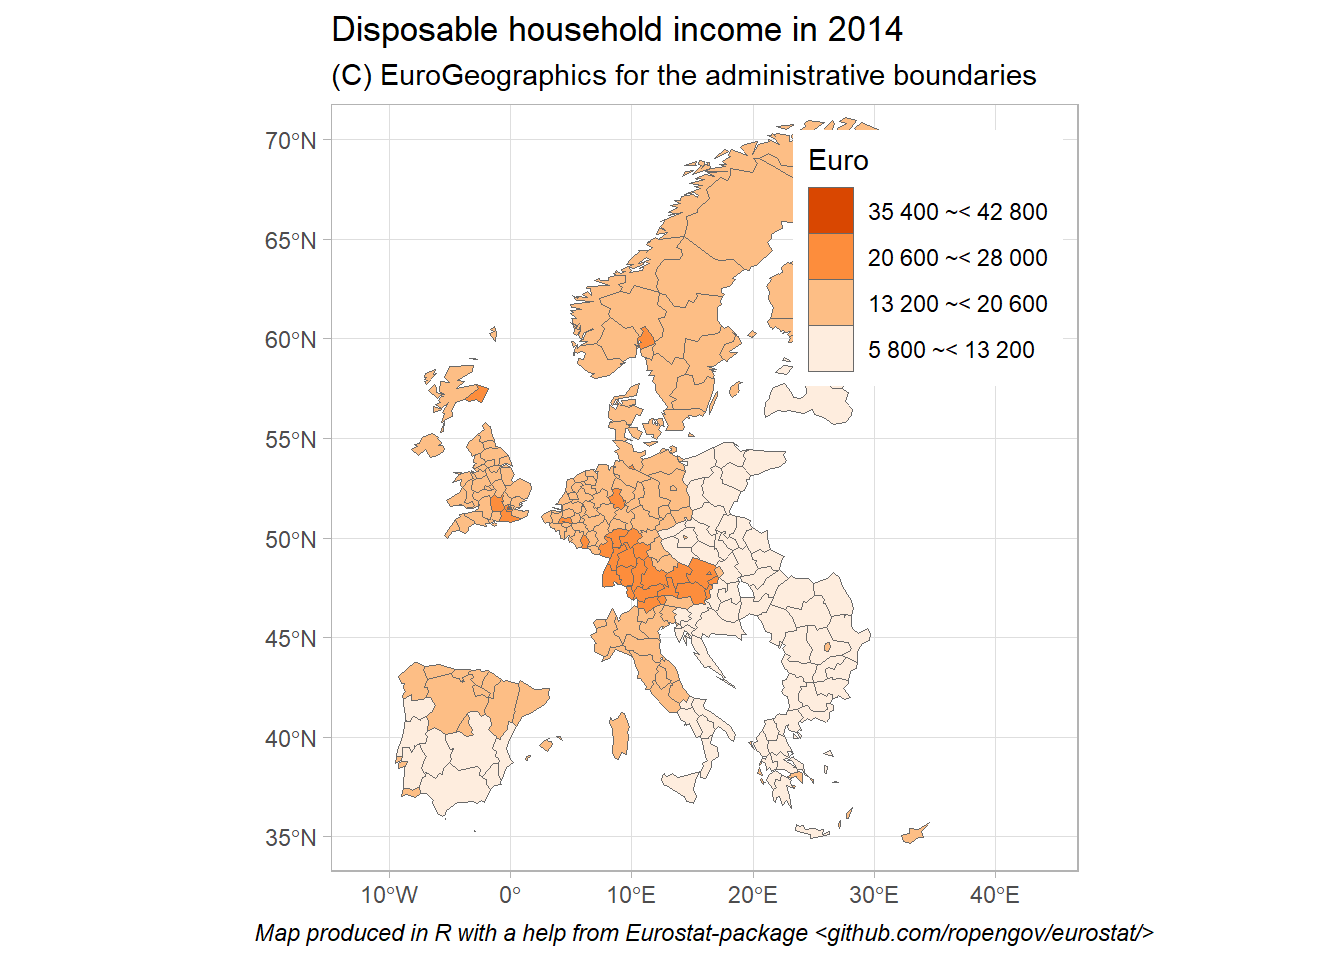 Disposable household income in 2014
(C) EuroGeographics for the administrative boundaries
70°N
65°N
60°N
55°N
50°N
45°N
40°N
35°N
Euro
35 400 ~< 42 800
20 600 ~< 28 000
13 200 ~< 20 600
5 800 ~< 13 200
10°W
0°
10°E
20°E
30°E
40°E
Map produced in R with a help from Eurostat-package <github.com/ropengov/eurostat/>